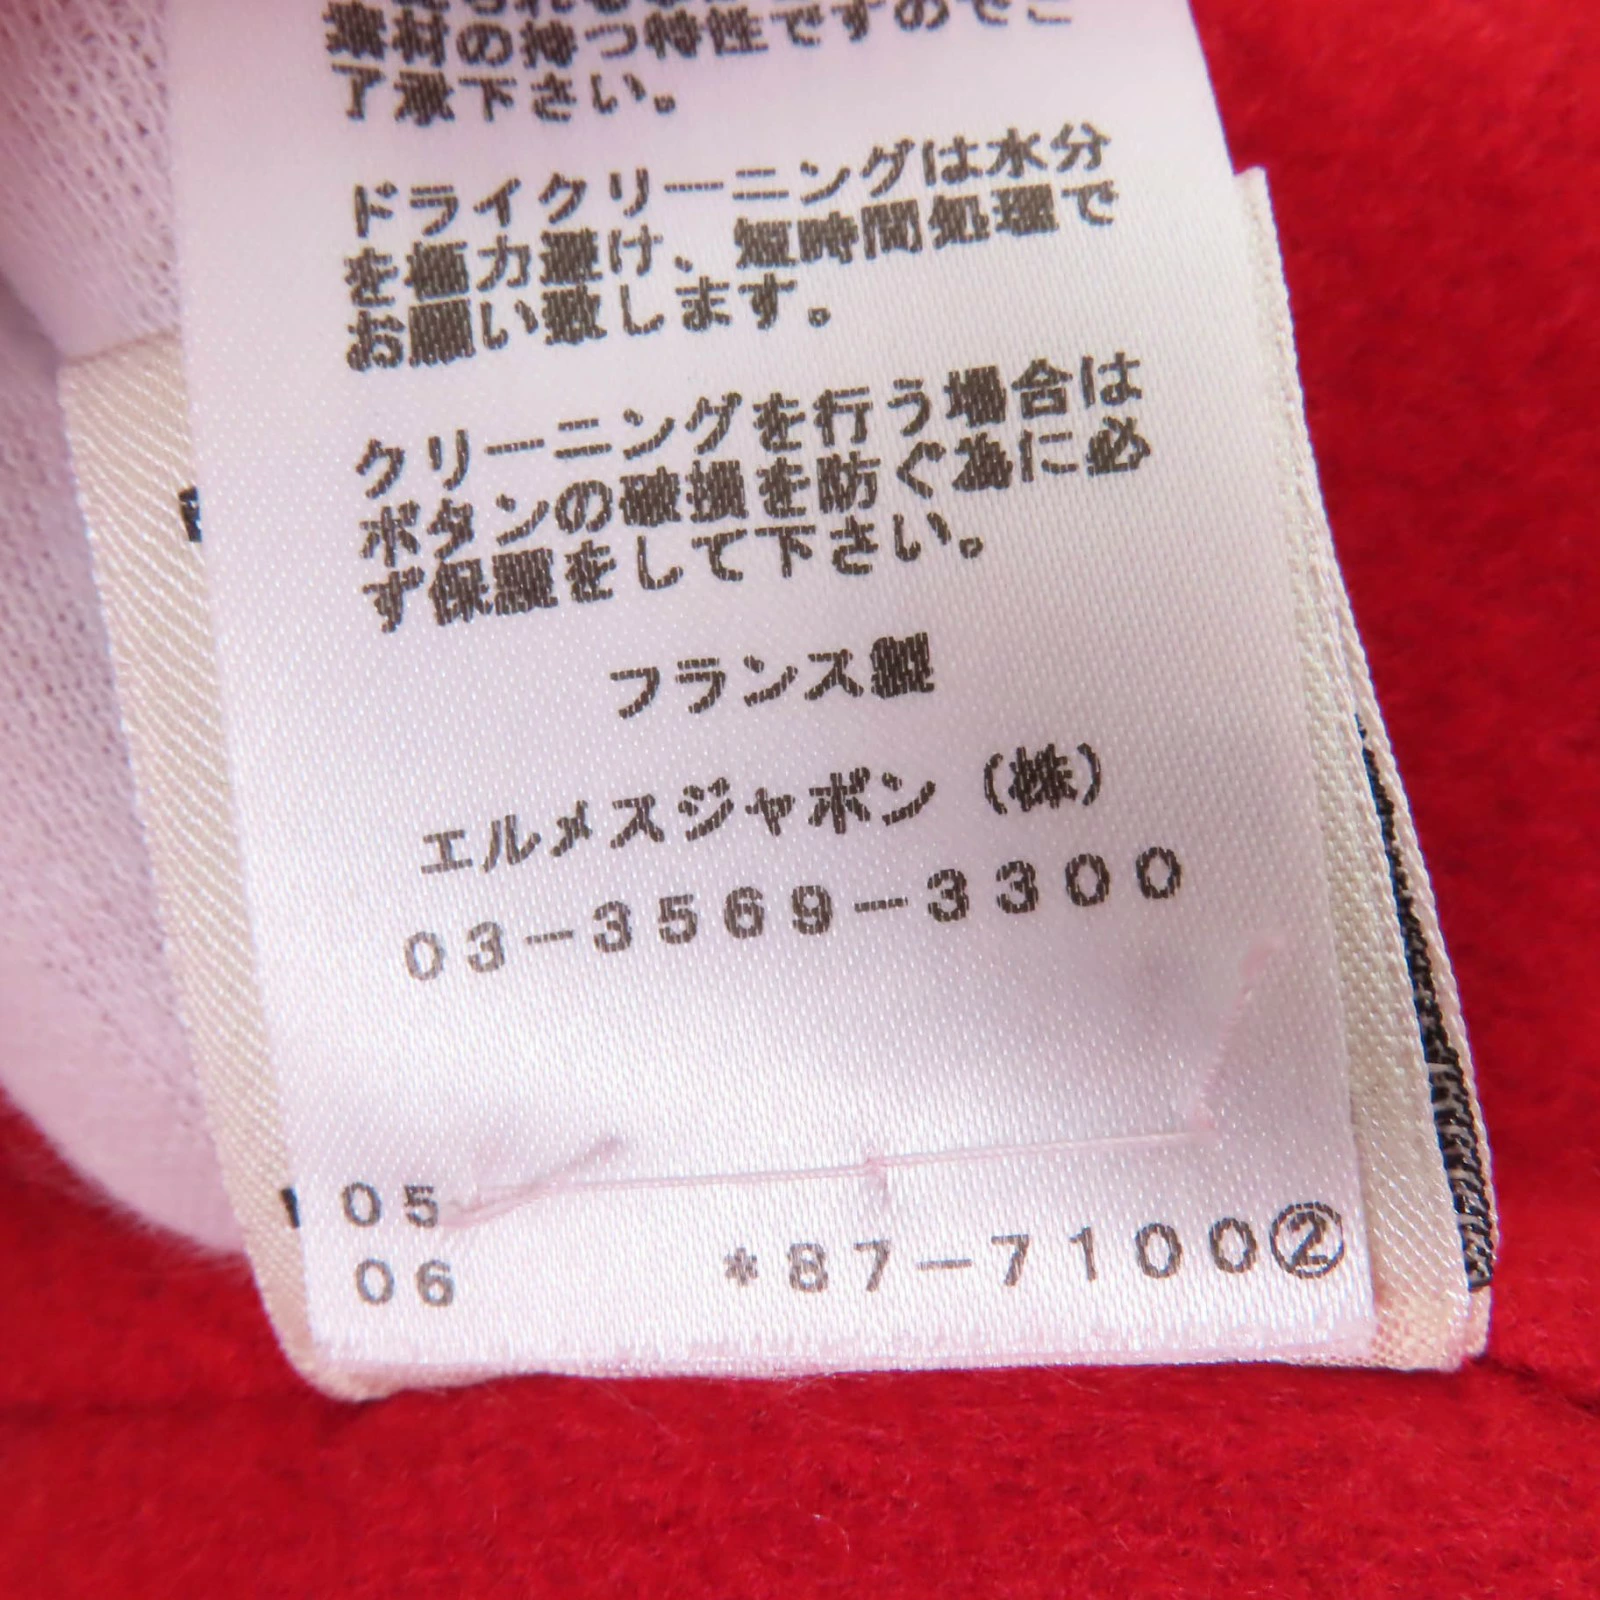 素材の持つ特性ですのでご
了承下さい。
ドライクリーニングは水分
を極力避け、短時間処理で
お願い致します。
クリーニングを行う場合は
ボタンの破損を防ぐ為に必
ず保護をして下さい。
フランス製
エルメスジャポン（株）
03-3569-3300
05
06 *87-7100②